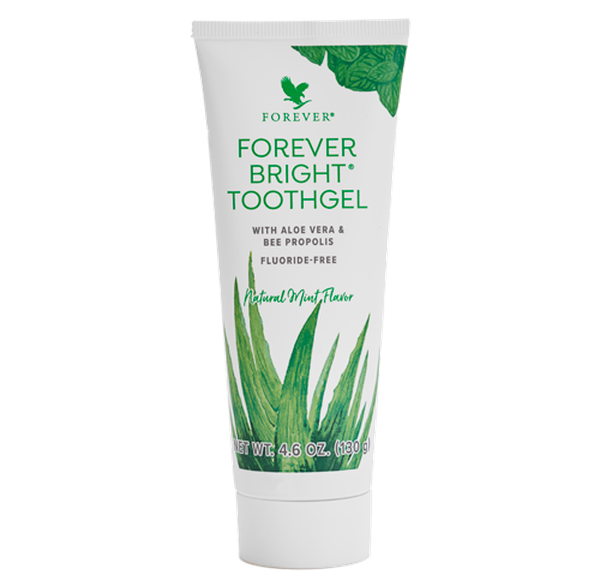 FOREVER®
FOREVER
BRIGHT®
TOOTHGEL
WITH ALOE VERA &
BEE PROPOLIS
FLUORIDE-FREE
Natural Mint Flavor
NET WT. 4.6 OZ. (130 g)